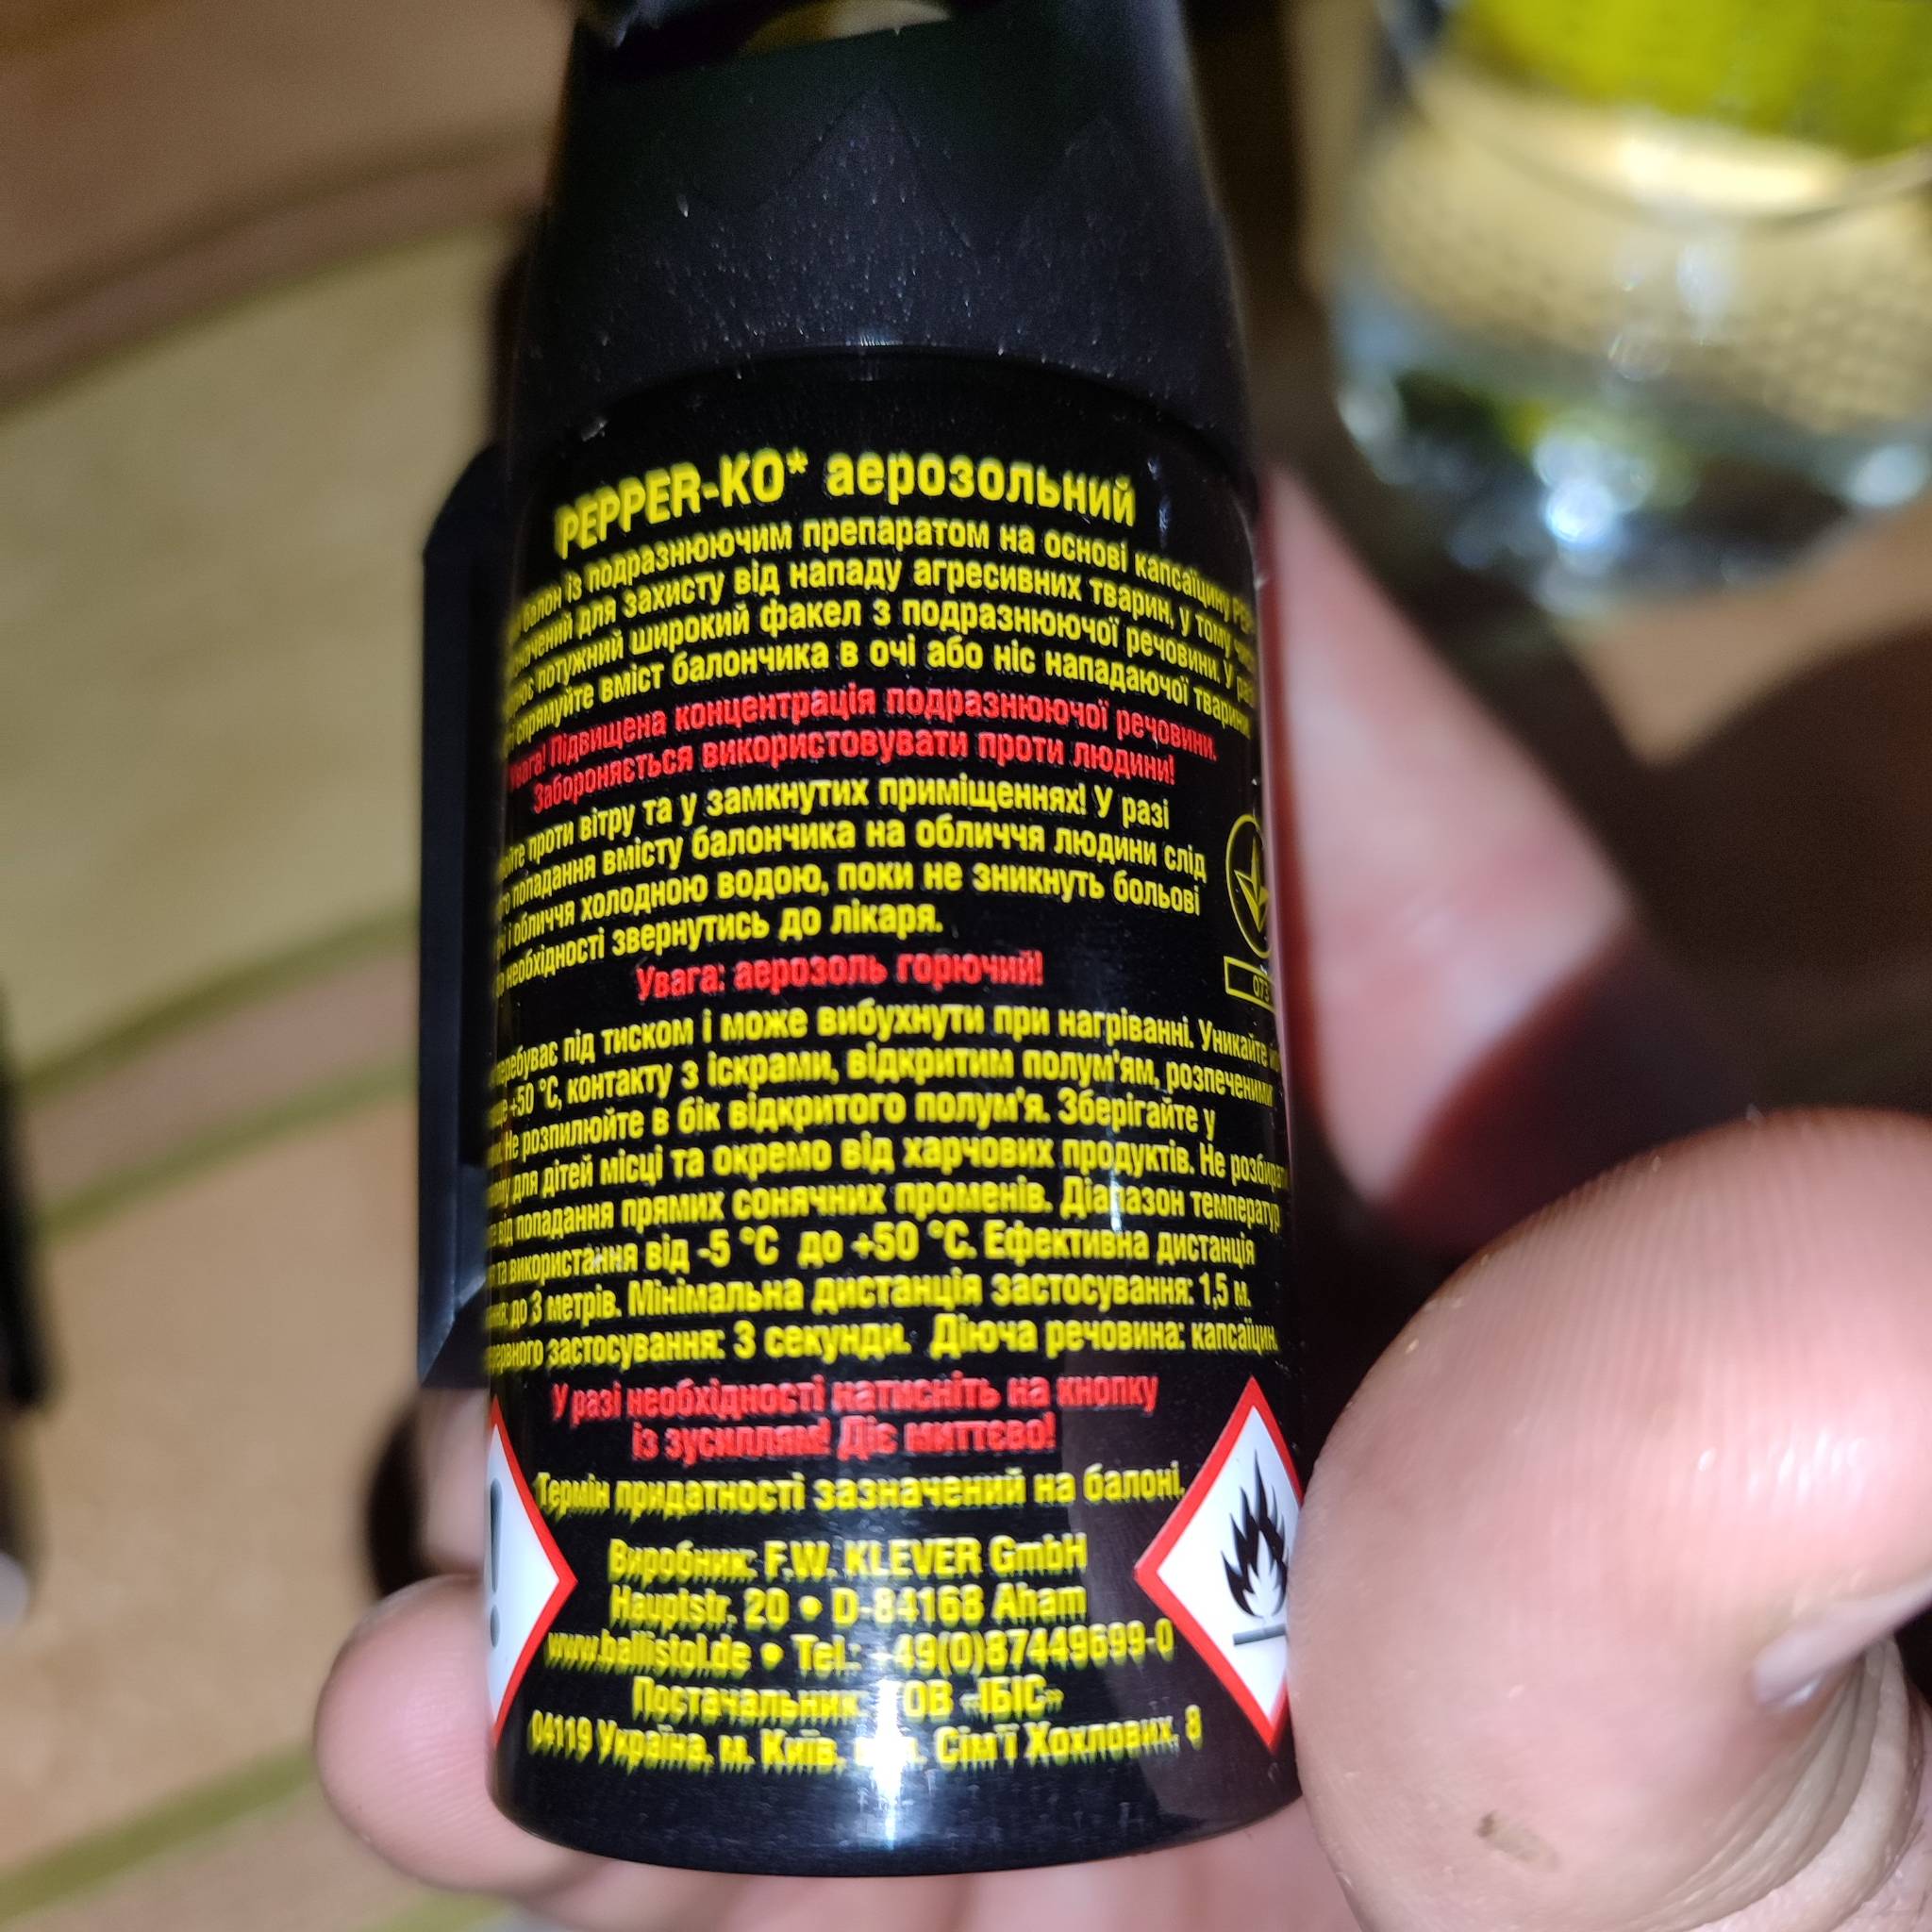 PEPPER-KO* аерозольний
балон із подразнюючим препаратом на основі капсаїцину
для захисту від нападу агресивних тварин, у тому
потужний широкий факел з подразнюючої речовини. У
спрямуйте вміст балончика в очі або ніс нападаючої тварини
Увага! Підвищена концентрація подразнюючої речовини.
Забороняється використовувати проти людини!
проти вітру та у замкнутих приміщеннях! У разі
попадання вмісту балончика на обличчя людини слід
і обличчя холодною водою, поки не зникнуть больові
необхідності звернутись до лікаря.
Увага: аерозоль горючий!
перебуває під тиском і може вибухнути при нагріванні. Уникайте
+50 °C, контакту з іскрами, відкритим полум'ям, розпеченими
Не розпилюйте в бік відкритого полум'я. Зберігайте у
для дітей місці та окремо від харчових продуктів. Не
від попадання прямих сонячних променів. Діапазон температур
та використання від -5 °C до +50 °C. Ефективна дистанція
до 3 метрів. Мінімальна дистанція застосування: 1,5 м.
застосування: 3 секунди. Діюча речовина: капсаїцин.
У разі необхідності натисніть на кнопку
із зусиллям! Діє миттєво!
Термін придатності зазначений на балоні.
Виробник: F.W. KLEVER GmbH
Hauptstr. 20 • D-84168 Aham
www.ballistol.de • Tel.: +49(0)87449699-0
Постачальник: ТОВ «ІБІС»
04119 Україна, м. Київ, Сім'ї Хохлових, 8
073